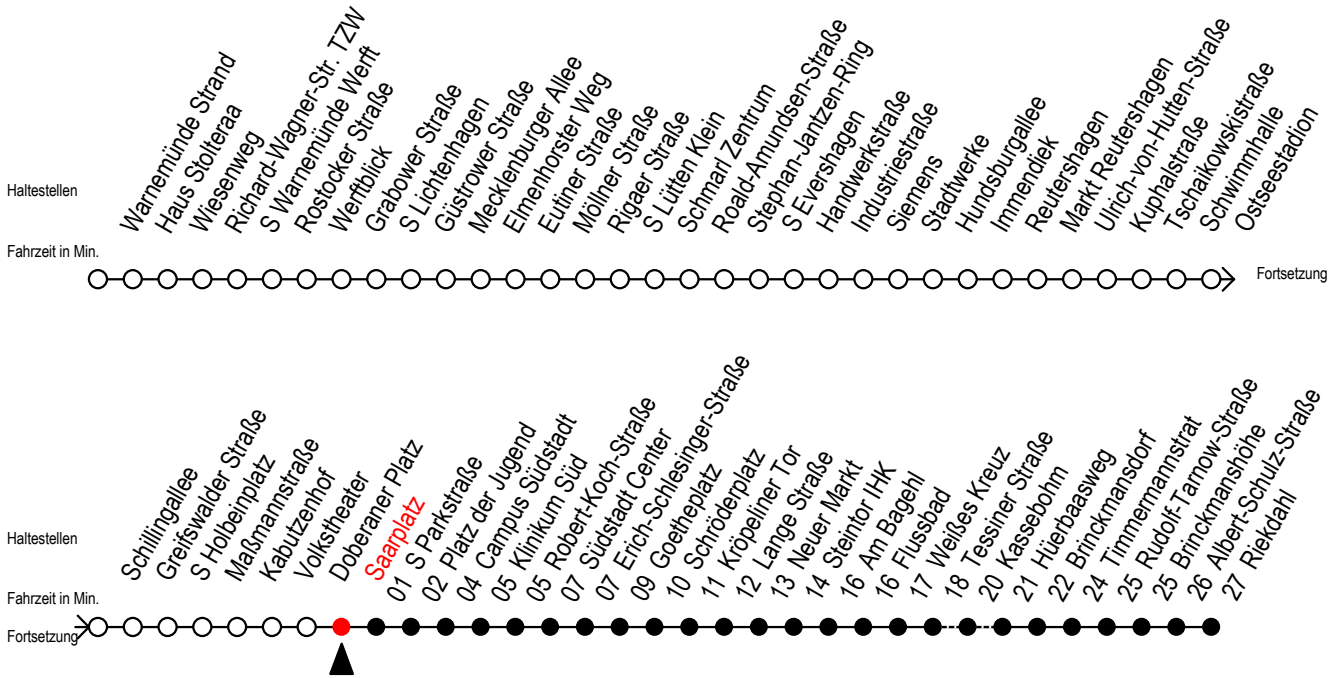 Haltestellen
Warnemünde Strand
Haus Stolteraa
Wiesenweg
Richard-Wagner-Str. TZW
S Warnemünde Werft
Rostocker Straße
Werftblick
Grabower Straße
S Lichtenhagen
Güstrower Straße
Mecklenburger Allee
Elmenhorster Weg
Eutiner Straße
Möllner Straße
Rigaer Straße
S Lütten Klein
Schmarl Zentrum
Roald-Amundsen-Straße
Stephan-Jantzen-Ring
S Evershagen
Handwerkstraße
Industriestraße
Siemens
Stadtwerke
Hundsburgallee
Immendiek
Reutershagen
Markt Reutershagen
Ulrich-von-Hutten-Straße
Kuphalstraße
Tschaikowskistraße
Schwimmhalle
Ostseestadion
Fahrzeit in Min.
Fortsetzung
Haltestellen
Schillingallee
Greifswalder Straße
S Holbeinplatz
Maßmannstraße
Kabutzenhof
Volkstheater
Doberaner Platz
Saarplatz
01 S Parkstraße
02 Platz der Jugend
04 Campus Südstadt
05 Klinikum Süd
05 Robert-Koch-Straße
07 Südstadt Center
07 Erich-Schlesinger-Straße
09 Goetheplatz
10 Schröderplatz
11 Kröpeliner Tor
12 Lange Straße
13 Neuer Markt
14 Steintor IHK
16 Am Bagehl
16 Flussbad
17 Weißes Kreuz
18 Tessiner Straße
20 Kassebohm
21 Hüerbaasweg
22 Brinckmansdorf
24 Timmermannstrat
25 Rudolf-Tarnow-Straße
25 Brinckmanshöhe
26 Albert-Schulz-Straße
27 Riekdahl
Fahrzeit in Min.
Fortsetzung